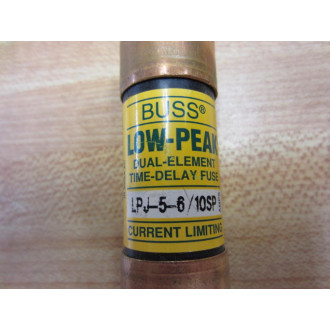 BUSS®
LOW-PEAK
DUAL-ELEMENT
TIME-DELAY FUSE
LPJ-5-6/10SP
CURRENT LIMITING